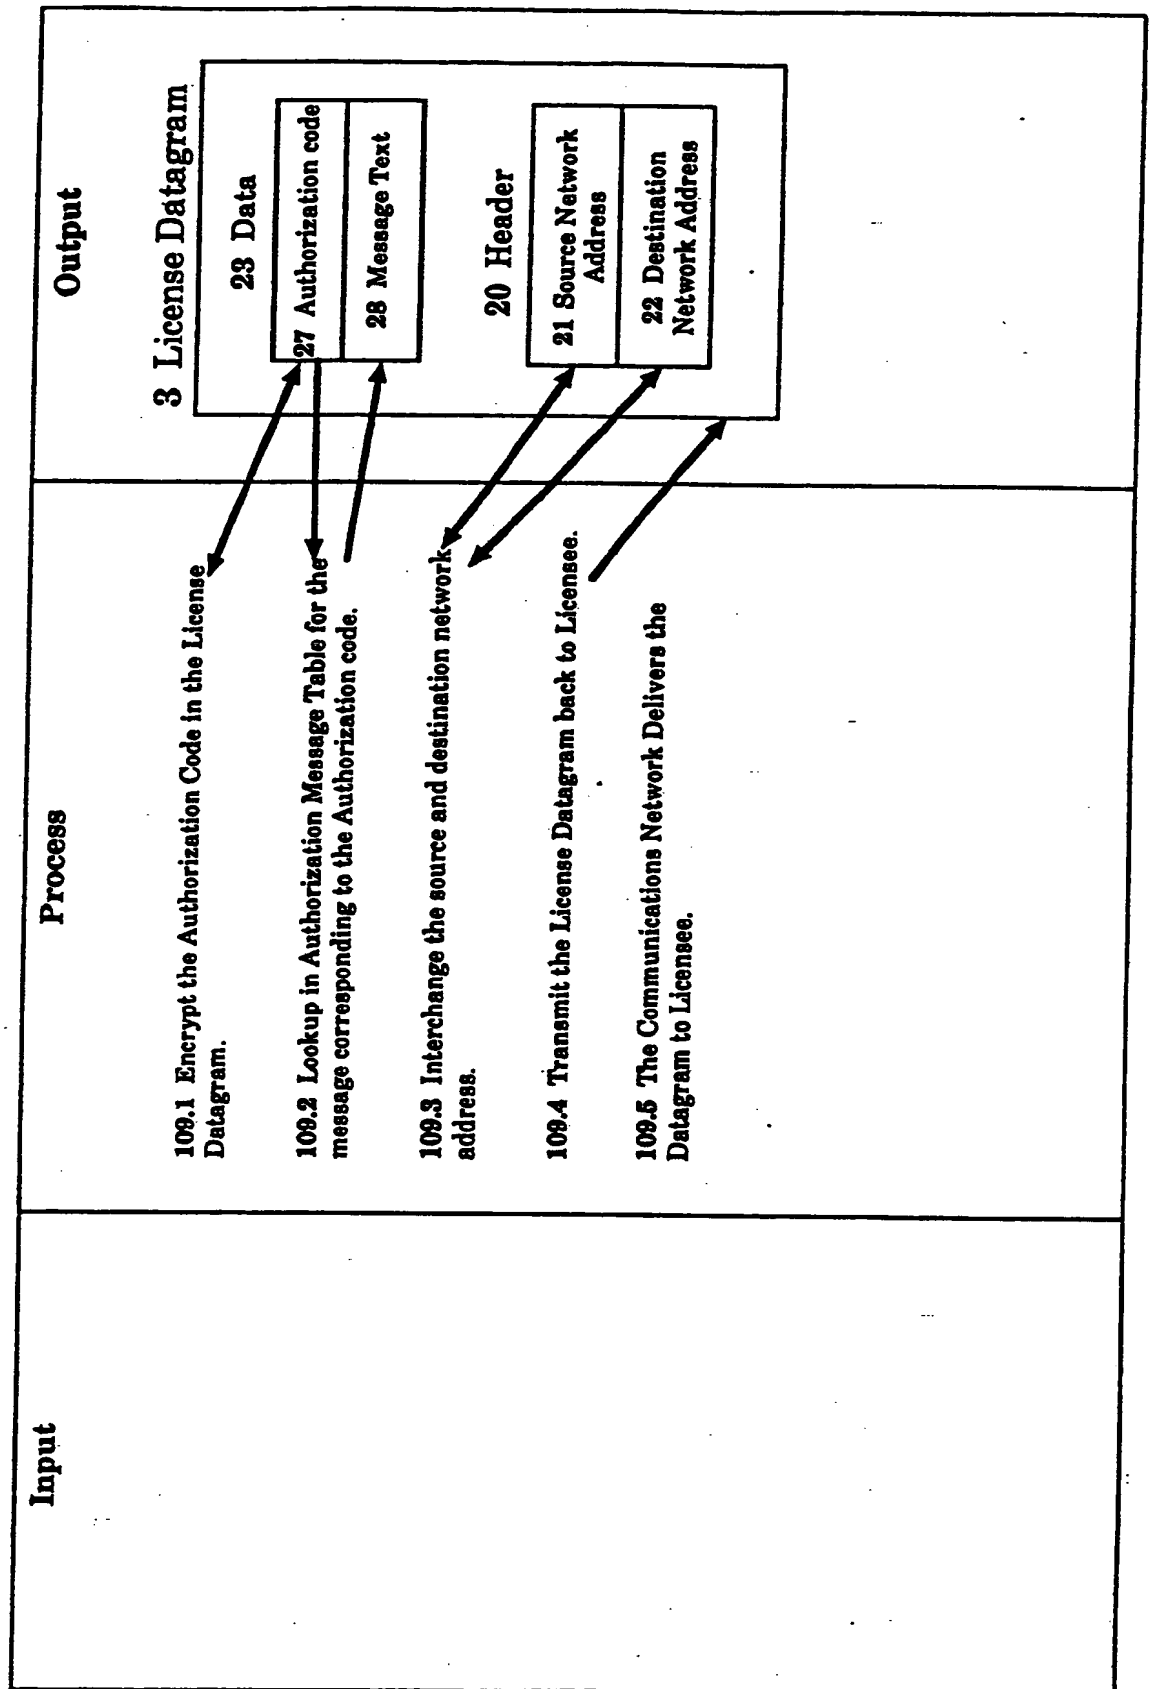 Input
Process
Output
109.1 Encrypt the Authorization Code in the License
Datagram.
109.2 Lookup in Authorization Message Table for the
message corresponding to the Authorization code.
109.3 Interchange the source and destination network
address.
109.4 Transmit the License Datagram back to Licensee.
109.5 The Communications Network Delivers the
Datagram to Licensee.
3 License Datagram
23 Data
27 Authorization code
28 Message Text
20 Header
21 Source Network
Address
22 Destination
Network Address